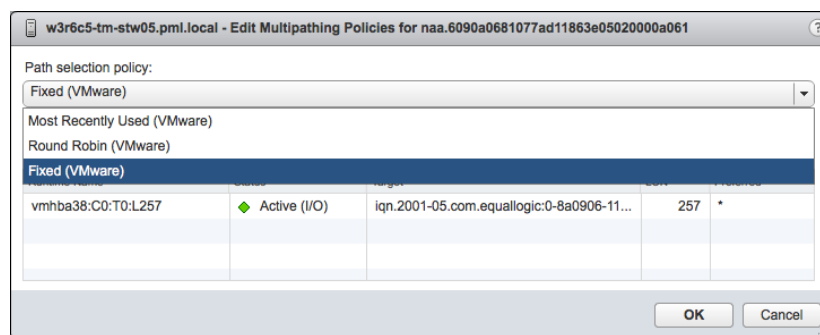 w3r6c5-tm-stw05.pml.local - Edit Multipathing Policies for naa.6090a0681077ad11863e05020000a061
?
Path selection policy:
Fixed (VMware)
Most Recently Used (VMware)
Round Robin (VMware)
Fixed (VMware)
vmhba38:C0:T0:L257 Active (I/O) iqn.2001-05.com.equallogic:0-8a0906-11... 257 *
OK Cancel